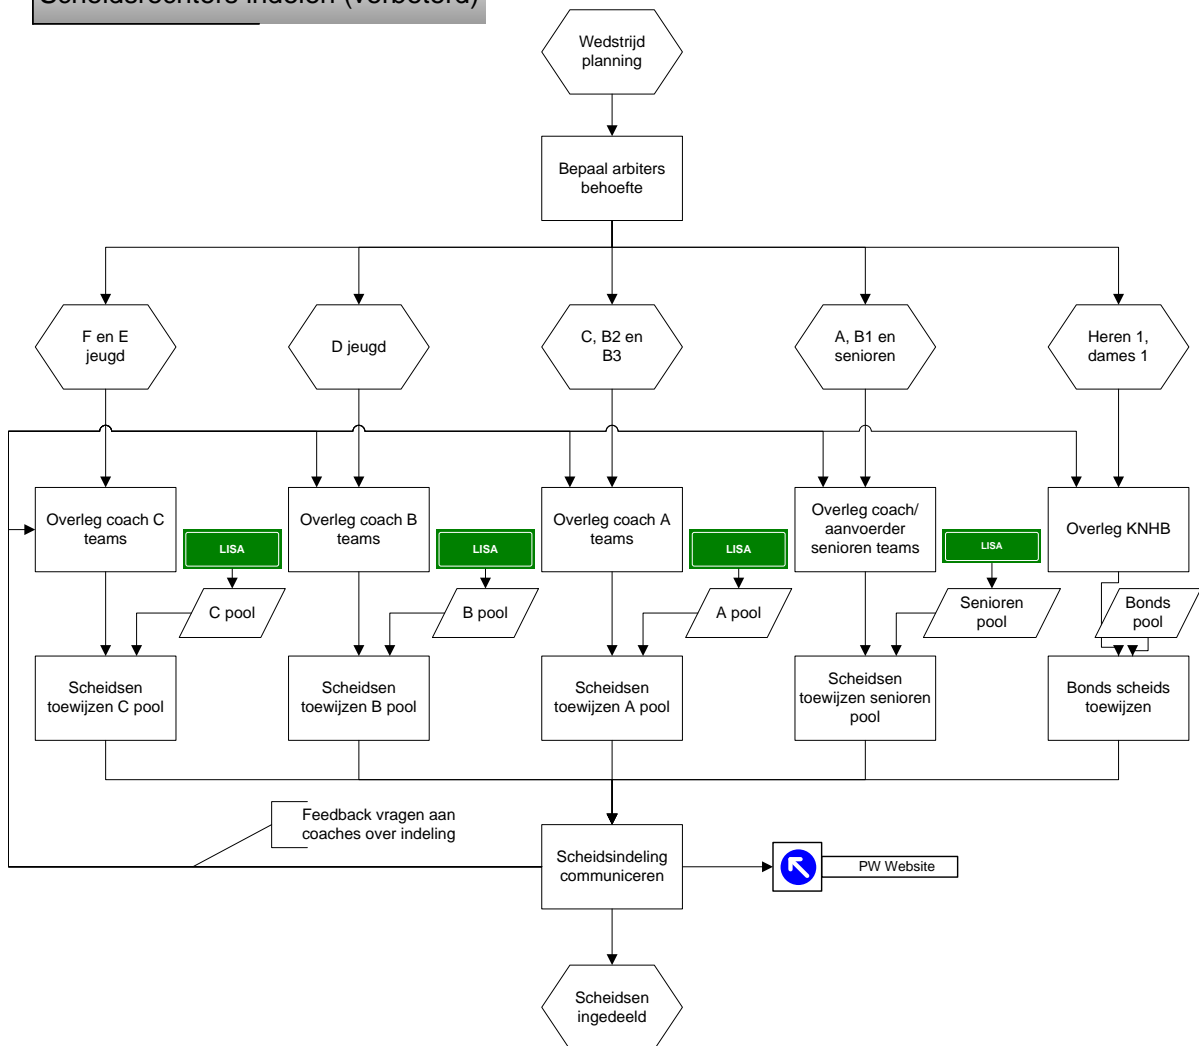 Scheidsrechters indelen (verbeterd)
Wedstrijd
planning
Bepaal arbiters
behoefte
F en E
jeugd
D jeugd
C, B2 en
B3
A, B1 en
senioren
Heren 1,
dames 1
Overleg coach C
teams
Overleg coach B
teams
Overleg coach A
teams
Overleg coach/
aanvoerder
senioren teams
Overleg KNHB
LISA
LISA
LISA
LISA
C pool
B pool
A pool
Senioren
pool
Bonds
pool
Scheidsen
toewijzen C pool
Scheidsen
toewijzen B pool
Scheidsen
toewijzen A pool
Scheidsen
toewijzen senioren
pool
Bonds scheids
toewijzen
Feedback vragen aan
coaches over indeling
Scheidsindeling
communiceren
PW Website
Scheidsen
ingedeeld